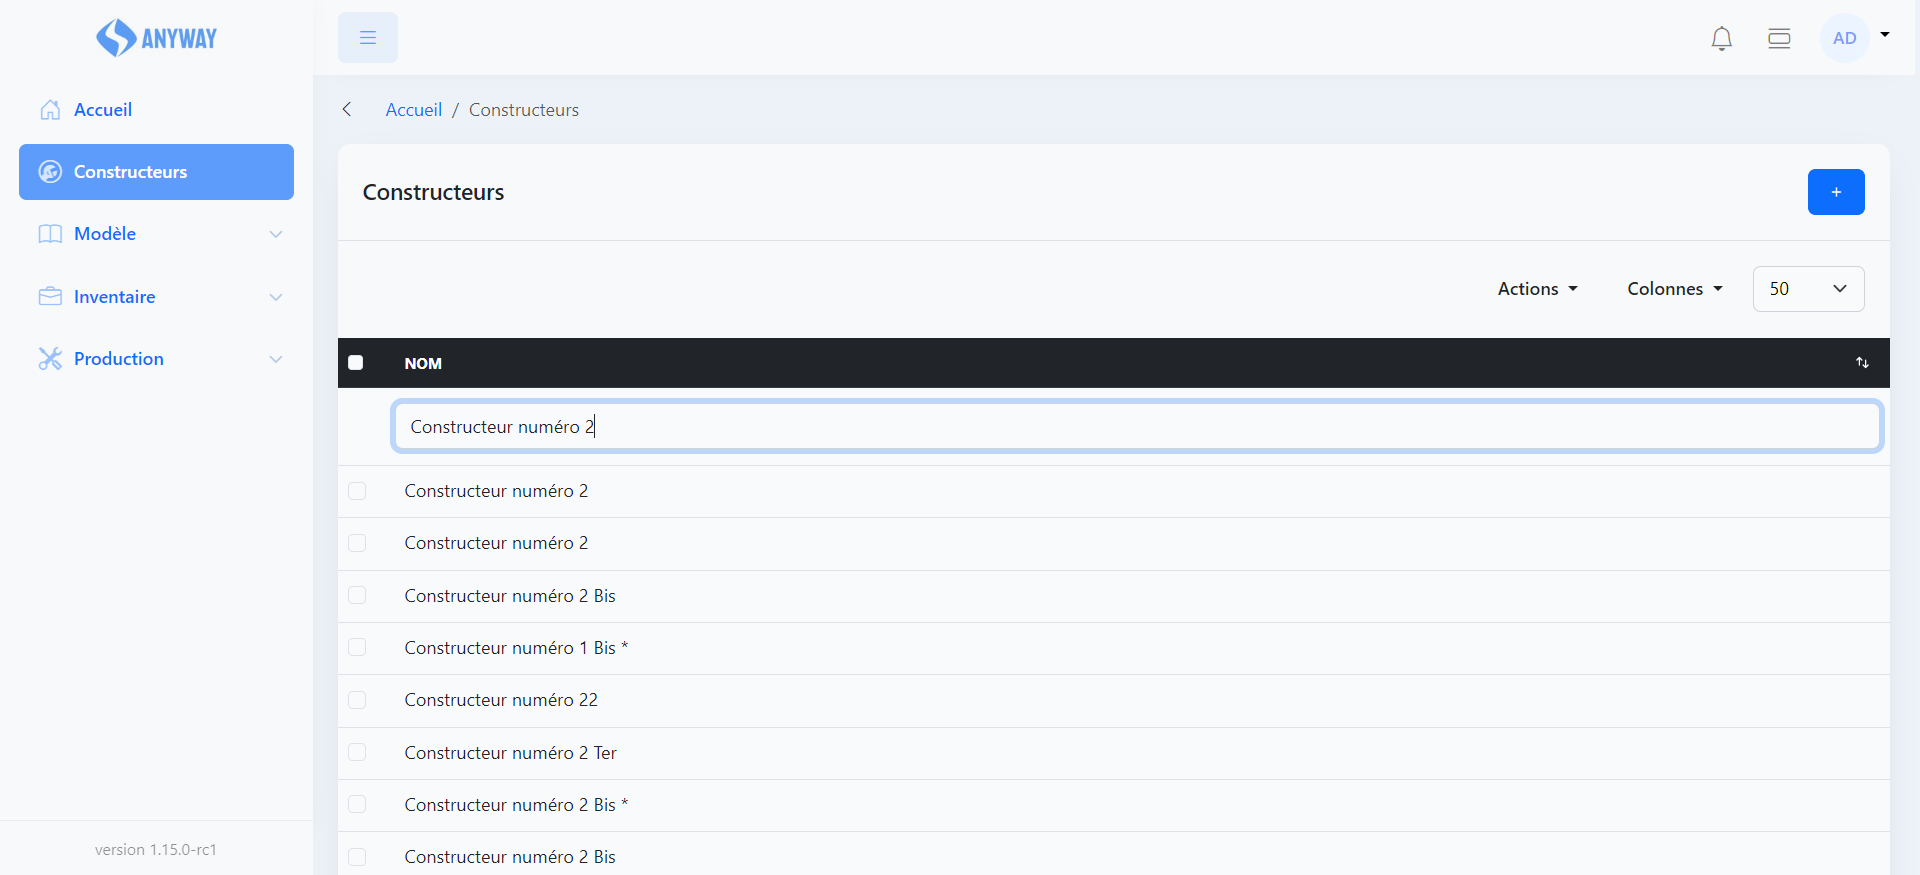 ANYWAY
AD
Accueil
Constructeurs
Modèle
Inventaire
Production
version 1.15.0-rc1
Accueil / Constructeurs
Constructeurs
+
Actions
Colonnes
50
NOM
Constructeur numéro 2
Constructeur numéro 2
Constructeur numéro 2
Constructeur numéro 2 Bis
Constructeur numéro 1 Bis *
Constructeur numéro 22
Constructeur numéro 2 Ter
Constructeur numéro 2 Bis *
Constructeur numéro 2 Bis